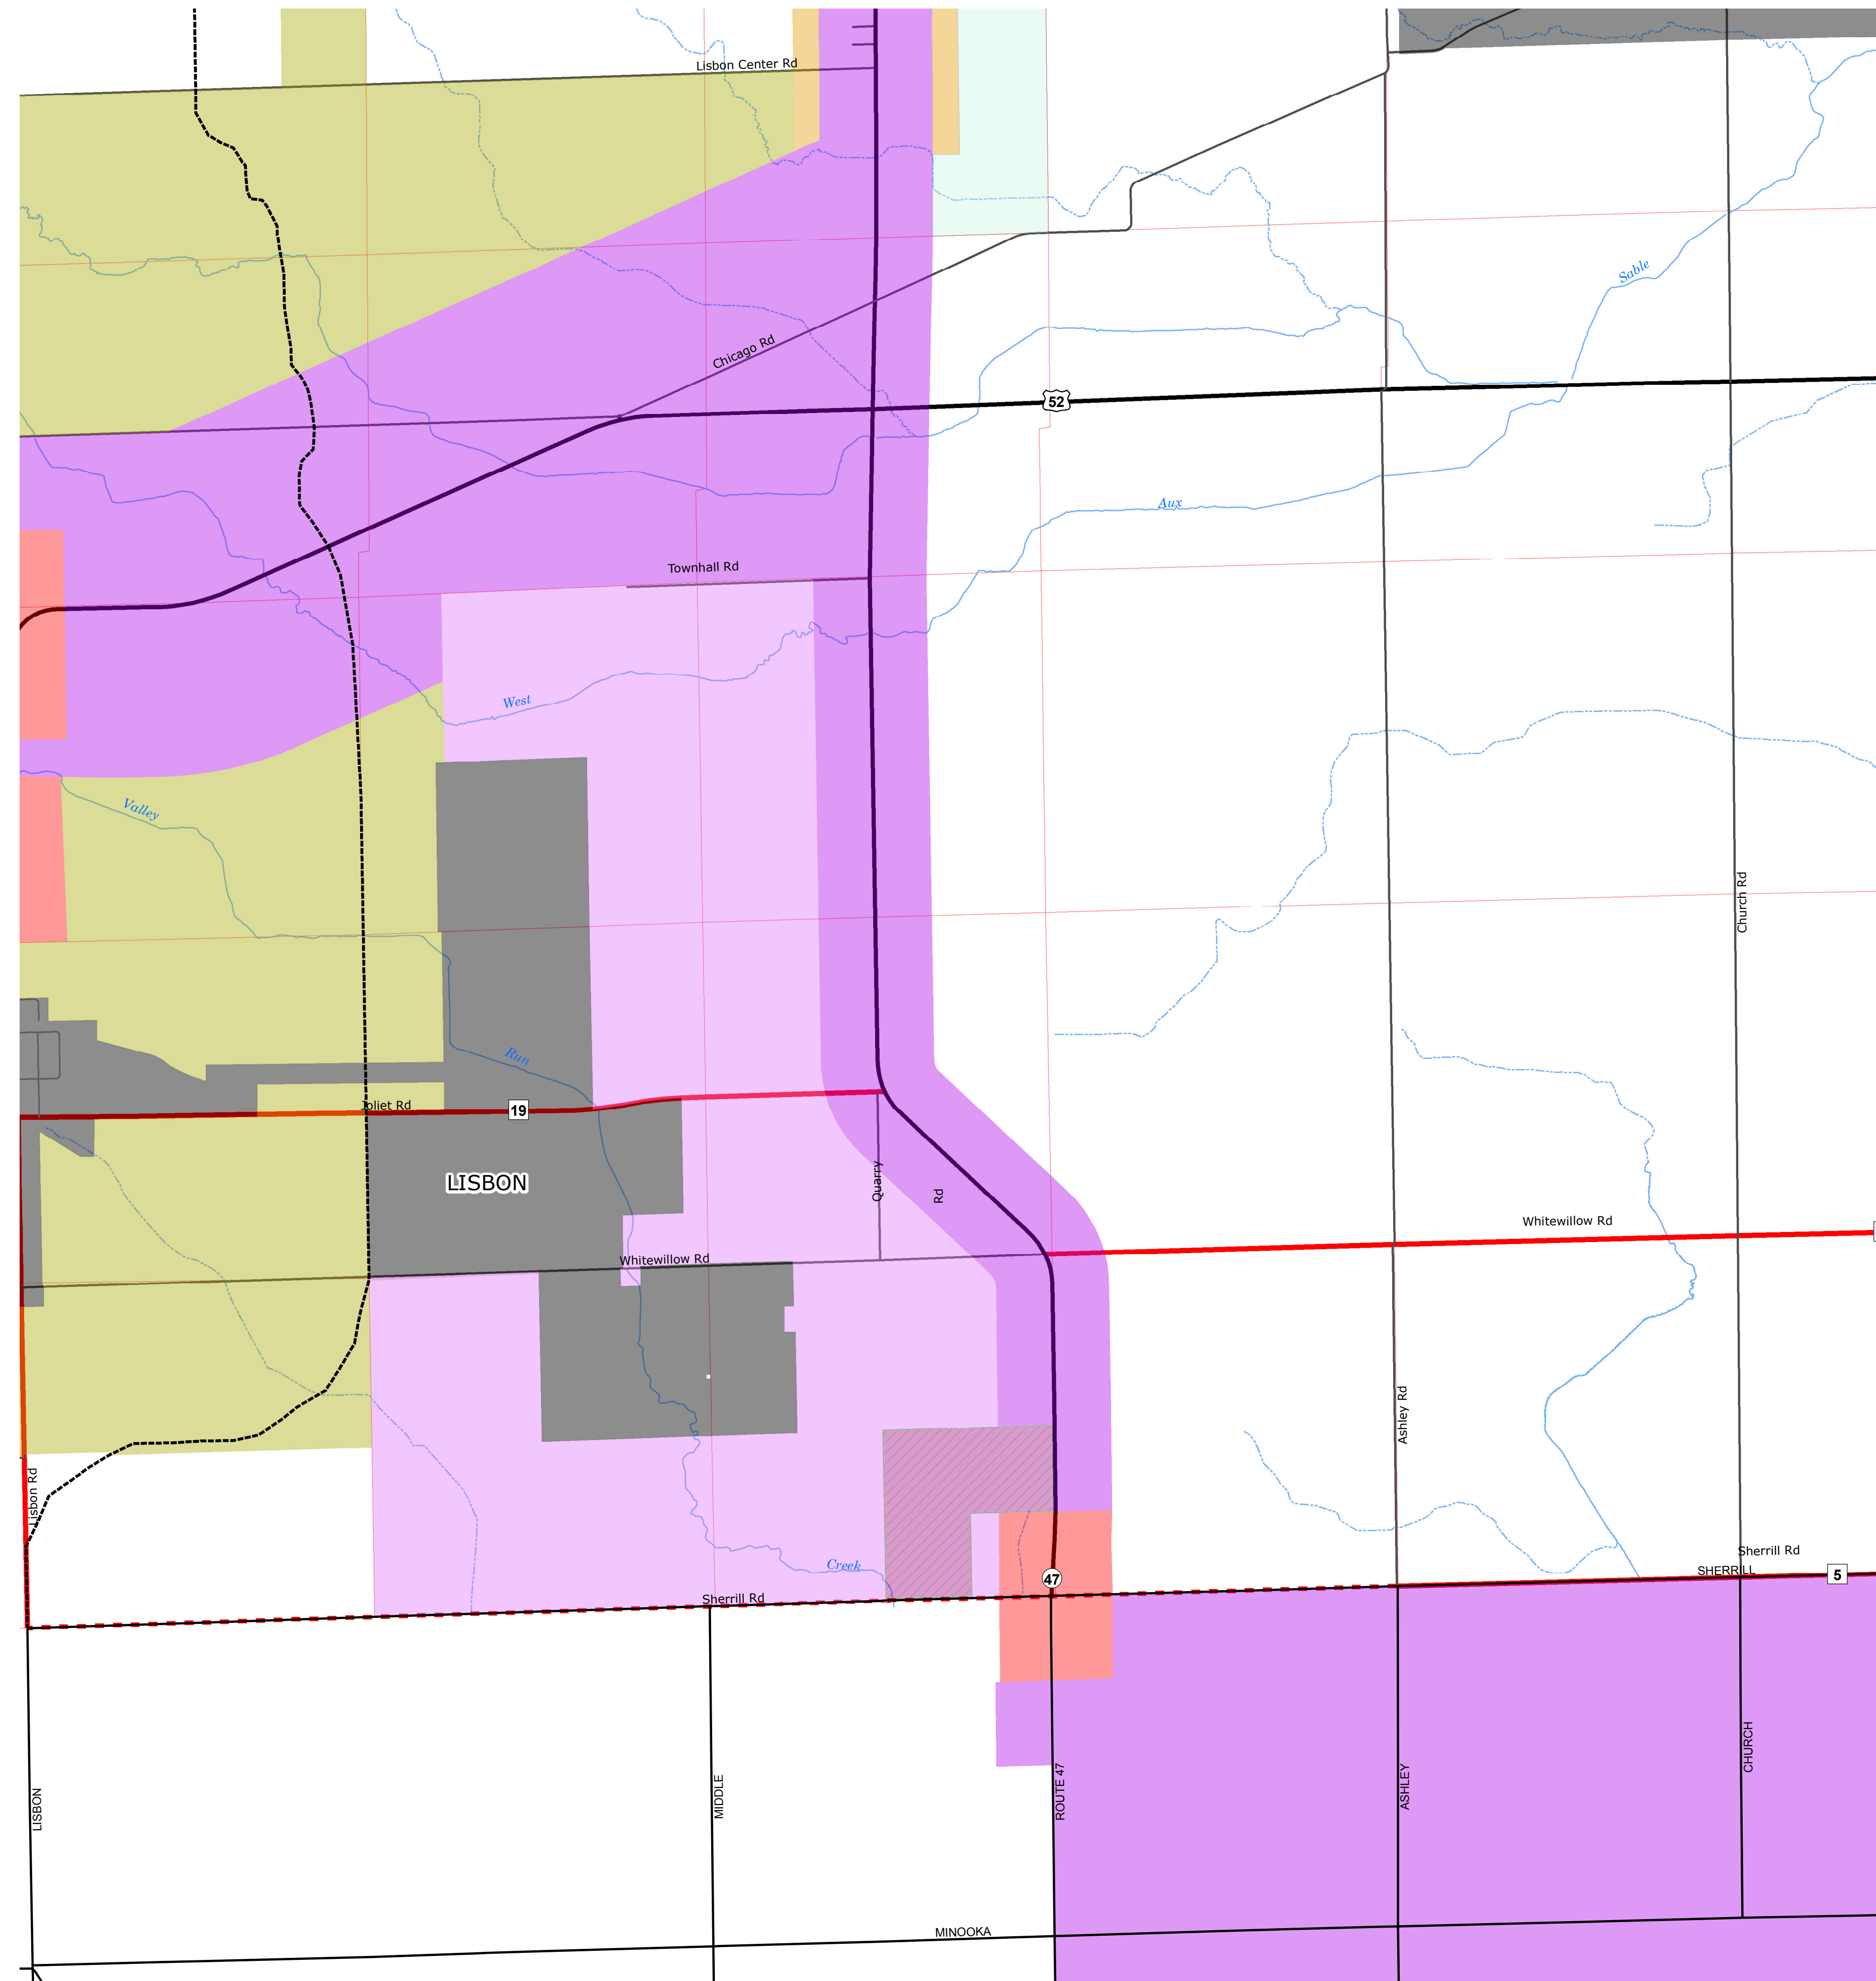 Lisbon Center Rd
Sable
Chicago Rd
52
Aux
Townhall Rd
West
Valley
Church Rd
Run
Joliet Rd
19
LISBON
Quarry
Rd
Whitewillow Rd
Whitewillow Rd
Ashley Rd
Lisbon Rd
Creek
47
Sherrill Rd
SHERRILL
5
Sherrill Rd
LISBON
MIDDLE
ROUTE 47
ASHLEY
CHURCH
MINOOKA